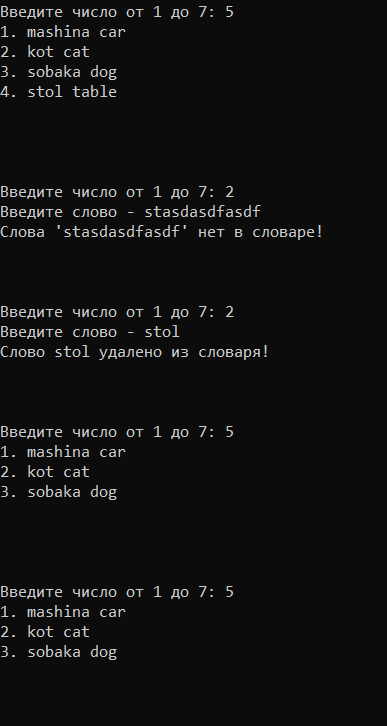 Введите число от 1 до 7: 5
1. mashina car
2. kot cat
3. sobaka dog
4. stol table
Введите число от 1 до 7: 2
Введите слово - stasdasdfasdf
Слова 'stasdasdfasdf' нет в словаре!
Введите число от 1 до 7: 2
Введите слово - stol
Слово stol удалено из словаря!
Введите число от 1 до 7: 5
1. mashina car
2. kot cat
3. sobaka dog
Введите число от 1 до 7: 5
1. mashina car
2. kot cat
3. sobaka dog